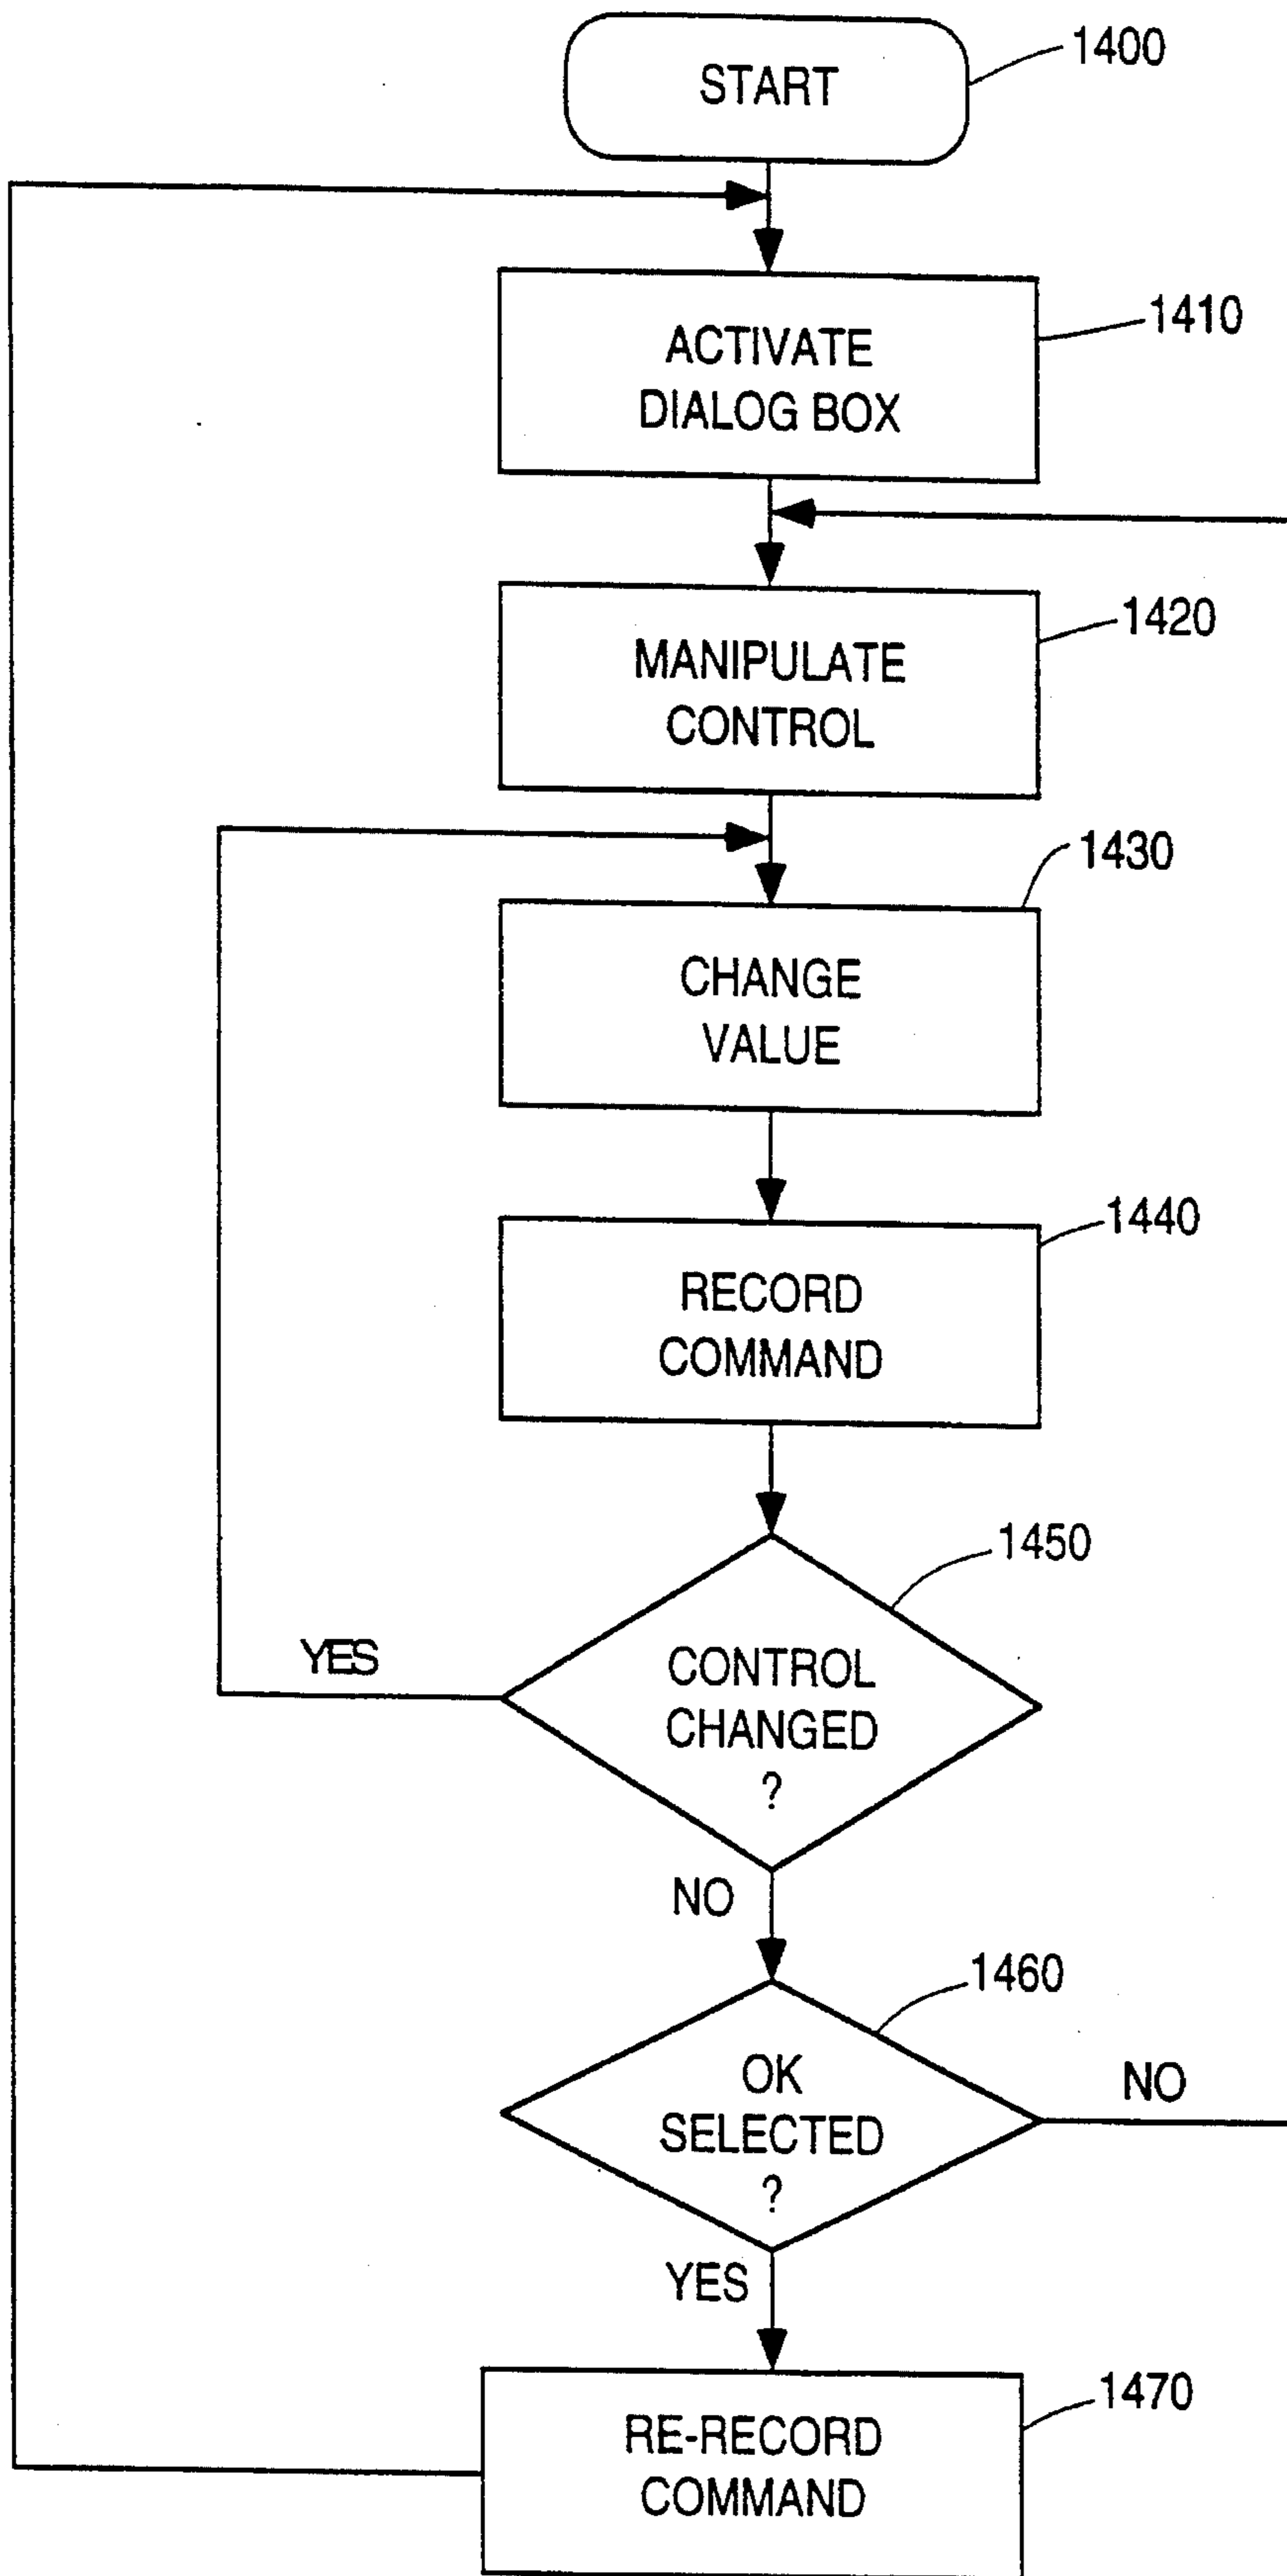 START
1400
ACTIVATE
DIALOG BOX
1410
MANIPULATE
CONTROL
1420
CHANGE
VALUE
1430
RECORD
COMMAND
1440
CONTROL
CHANGED
?
1450
YES
NO
OK
SELECTED
?
1460
NO
YES
RE-RECORD
COMMAND
1470